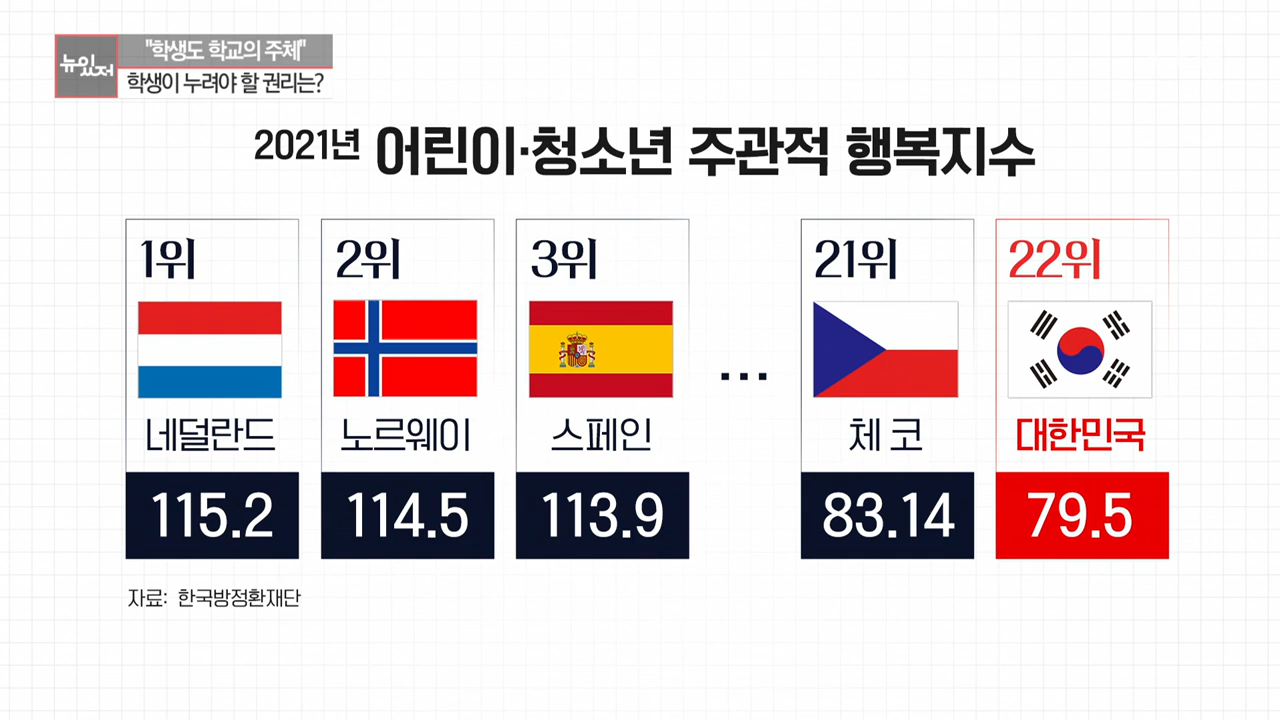 뉴있저
"학생도 학교의 주체"
학생이 누려야 할 권리는?
2021년 어린이·청소년 주관적 행복지수
1위 2위 3위 21위 22위
네덜란드 노르웨이 스페인 ... 체 코 대한민국
115.2 114.5 113.9 83.14 79.5
자료: 한국방정환재단